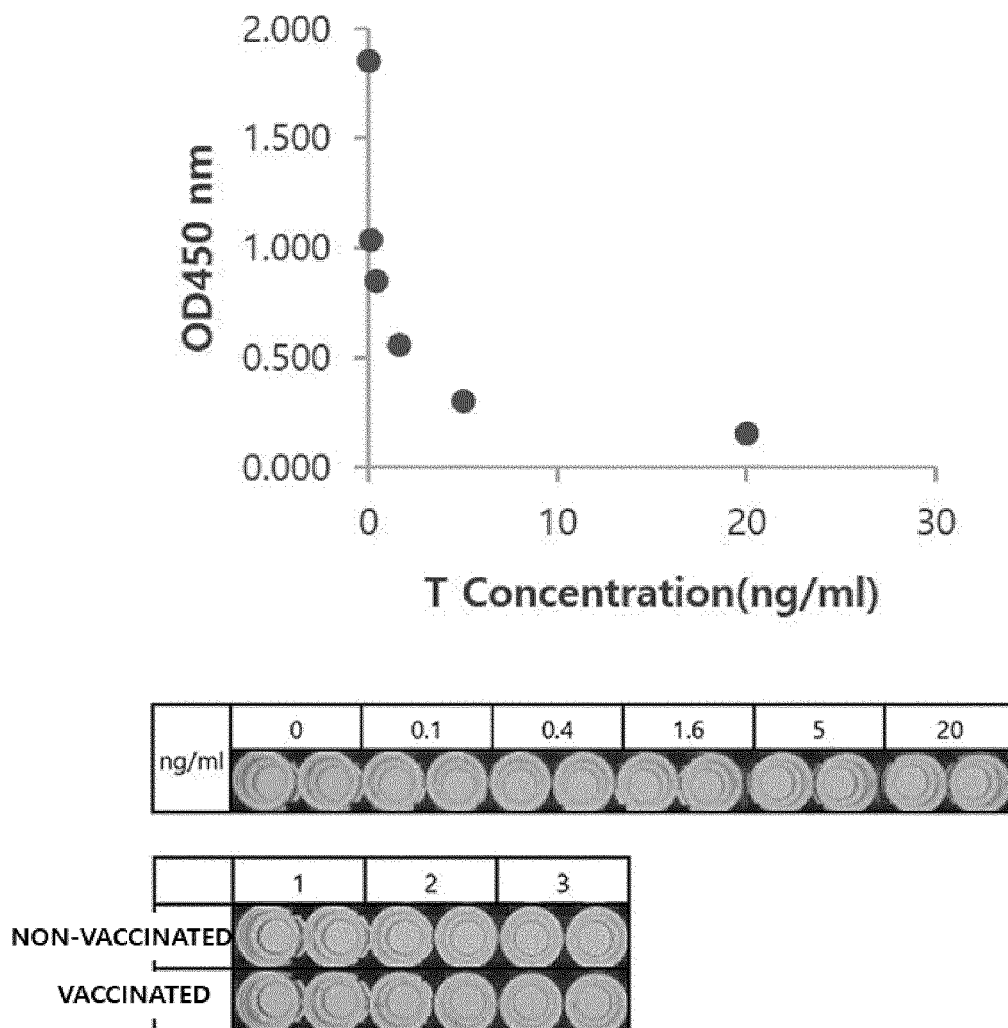 2.000
1.500
1.000
0.500
0.000
OD450 nm
0 10 20 30
T Concentration(ng/ml)
ng/ml 0 0.1 0.4 1.6 5 20
1 2 3
NON-VACCINATED
VACCINATED